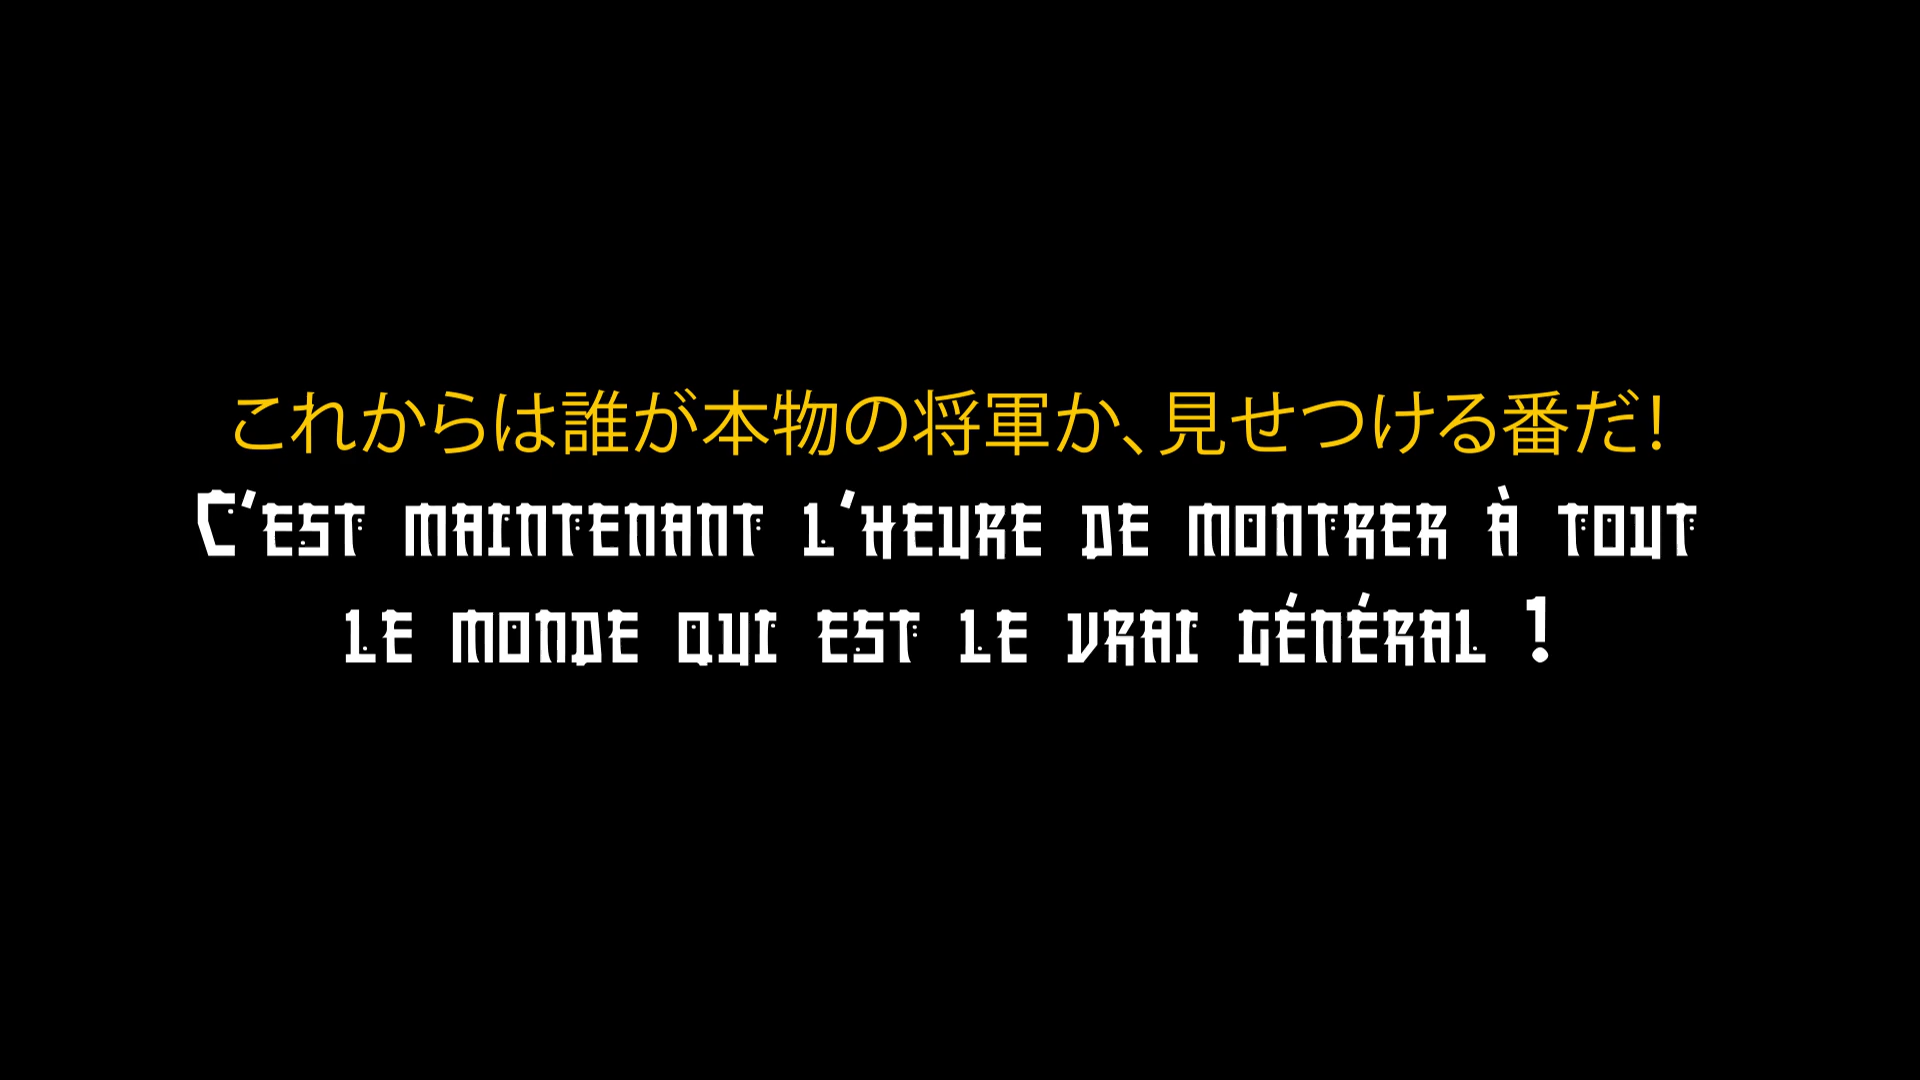 これからは誰が本物の将軍か、見せつける番だ!
C'est maintenant l'heure de montrer à tout
le monde qui est le vrai général !